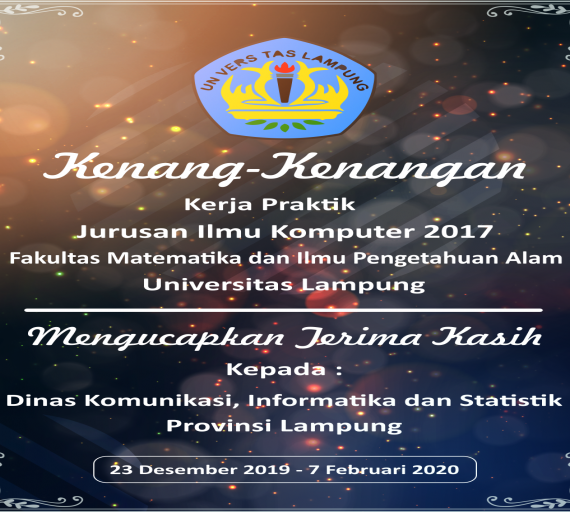 UNIVERSITAS LAMPUNG
Kenang-Kenangan
Kerja Praktik
Jurusan Ilmu Komputer 2017
Fakultas Matematika dan Ilmu Pengetahuan Alam
Universitas Lampung
Mengucapkan Terima Kasih
Kepada :
Dinas Komunikasi, Informatika dan Statistik
Provinsi Lampung
23 Desember 2019 - 7 Februari 2020